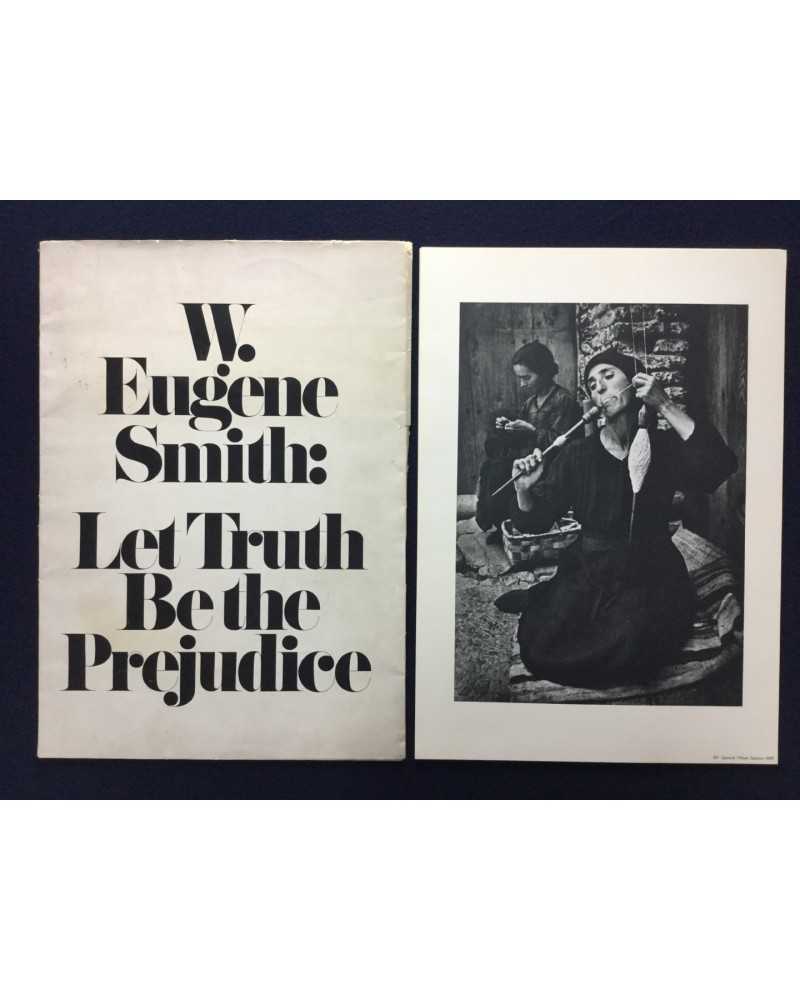 W.
Eugene
Smith:
Let Truth
Be the
Prejudice